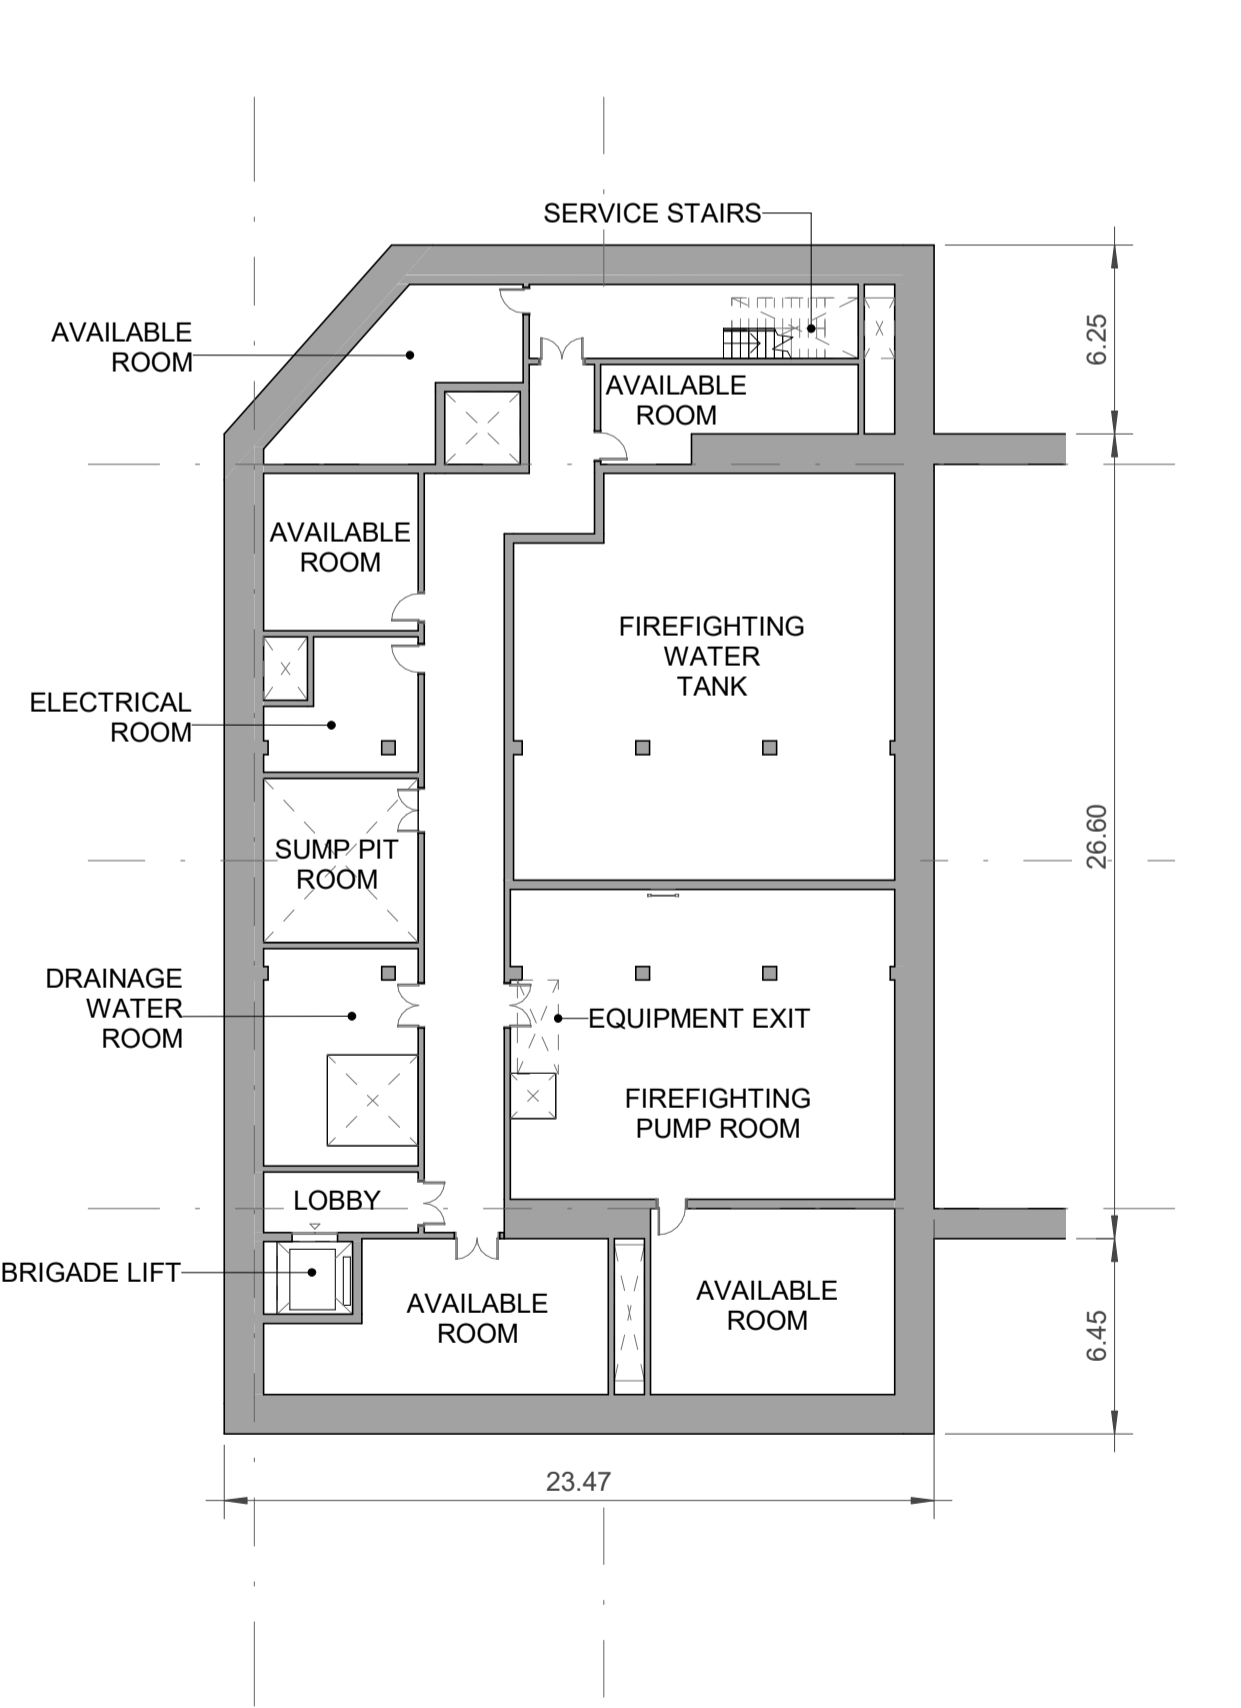 SERVICE STAIRS
AVAILABLE
ROOM
6.25
AVAILABLE
ROOM
AVAILABLE
ROOM
FIREFIGHTING
WATER
TANK
ELECTRICAL
ROOM
SUMP PIT
ROOM
26.60
DRAINAGE
WATER
ROOM
EQUIPMENT EXIT
FIREFIGHTING
PUMP ROOM
LOBBY
BRIGADE LIFT
AVAILABLE
ROOM
AVAILABLE
ROOM
6.45
23.47